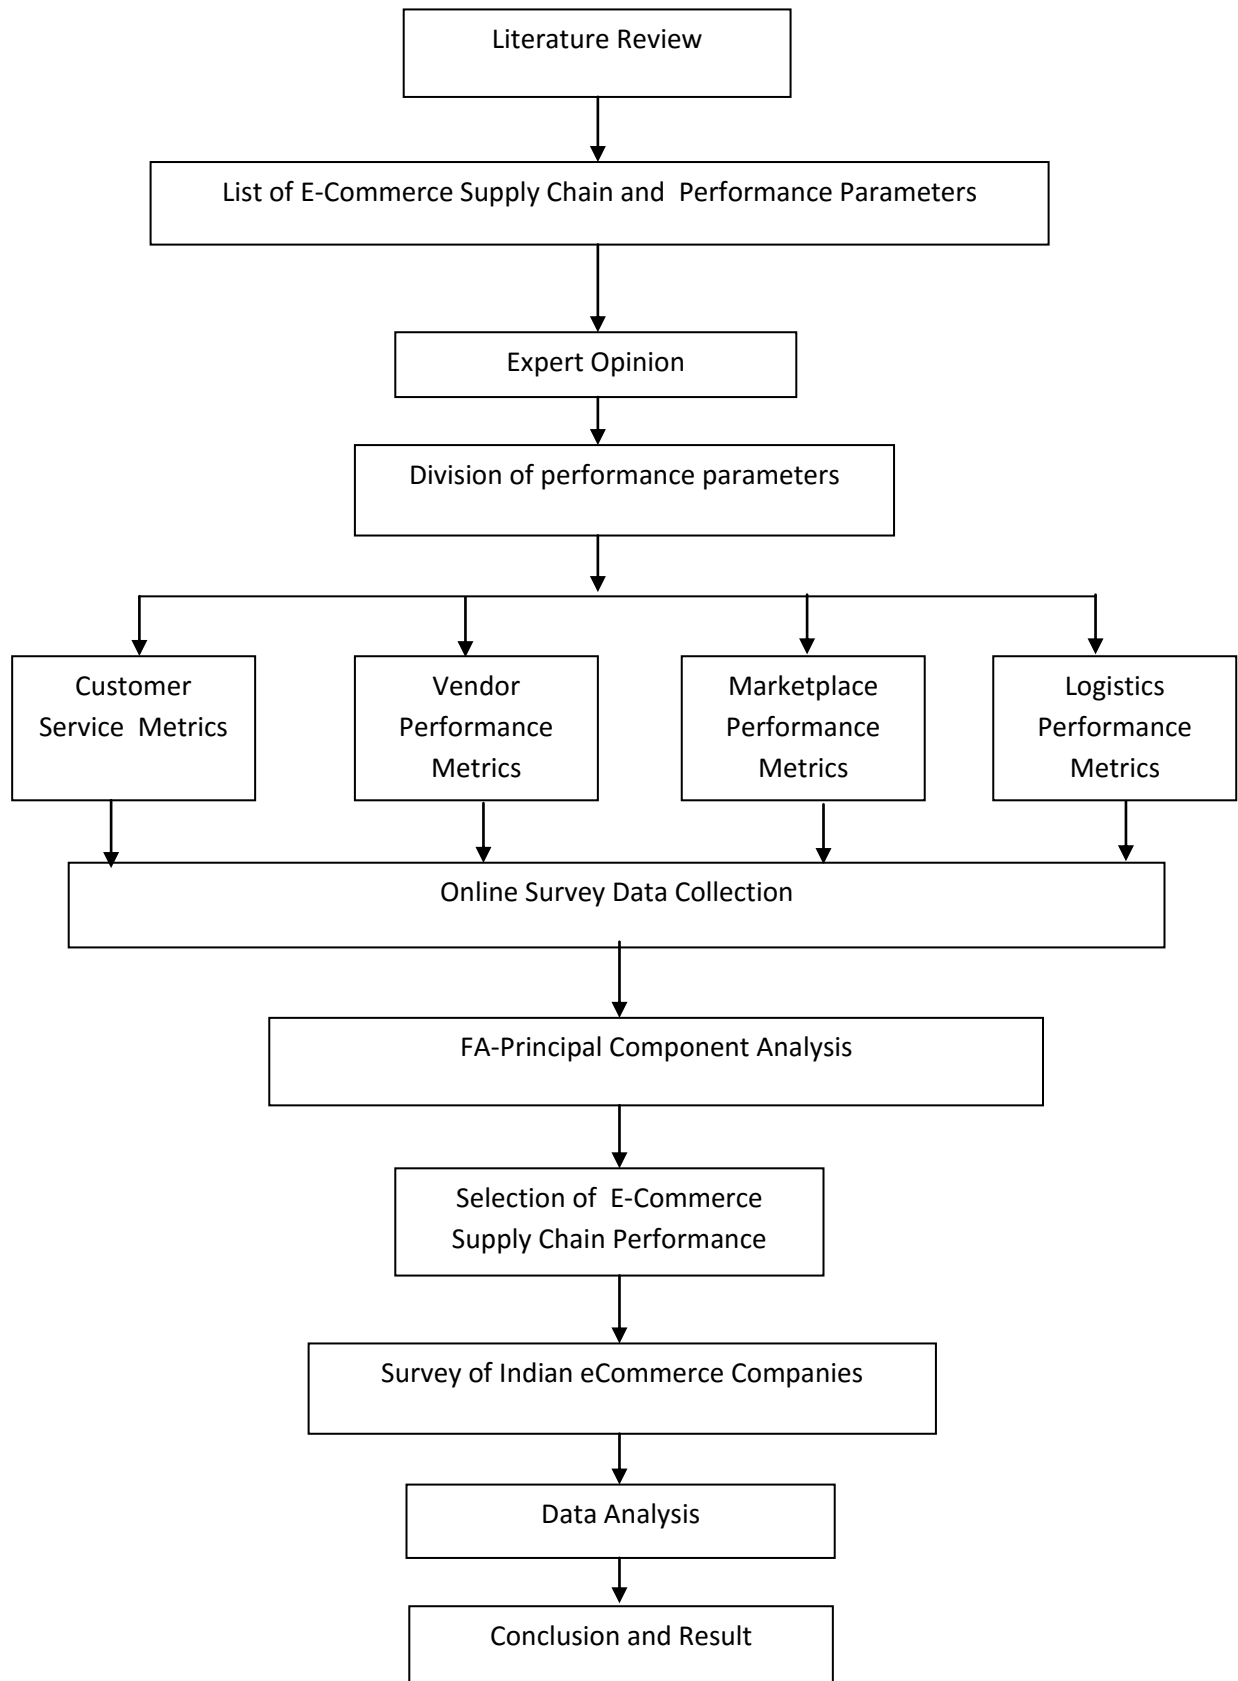 Literature Review
List of E-Commerce Supply Chain and  Performance Parameters
Expert Opinion
Division of performance parameters
Customer
Service  Metrics
Vendor
Performance
Metrics
Marketplace
Performance
Metrics
Logistics
Performance
Metrics
Online Survey Data Collection
FA-Principal Component Analysis
Selection of  E-Commerce
Supply Chain Performance
Survey of Indian eCommerce Companies
Data Analysis
Conclusion and Result